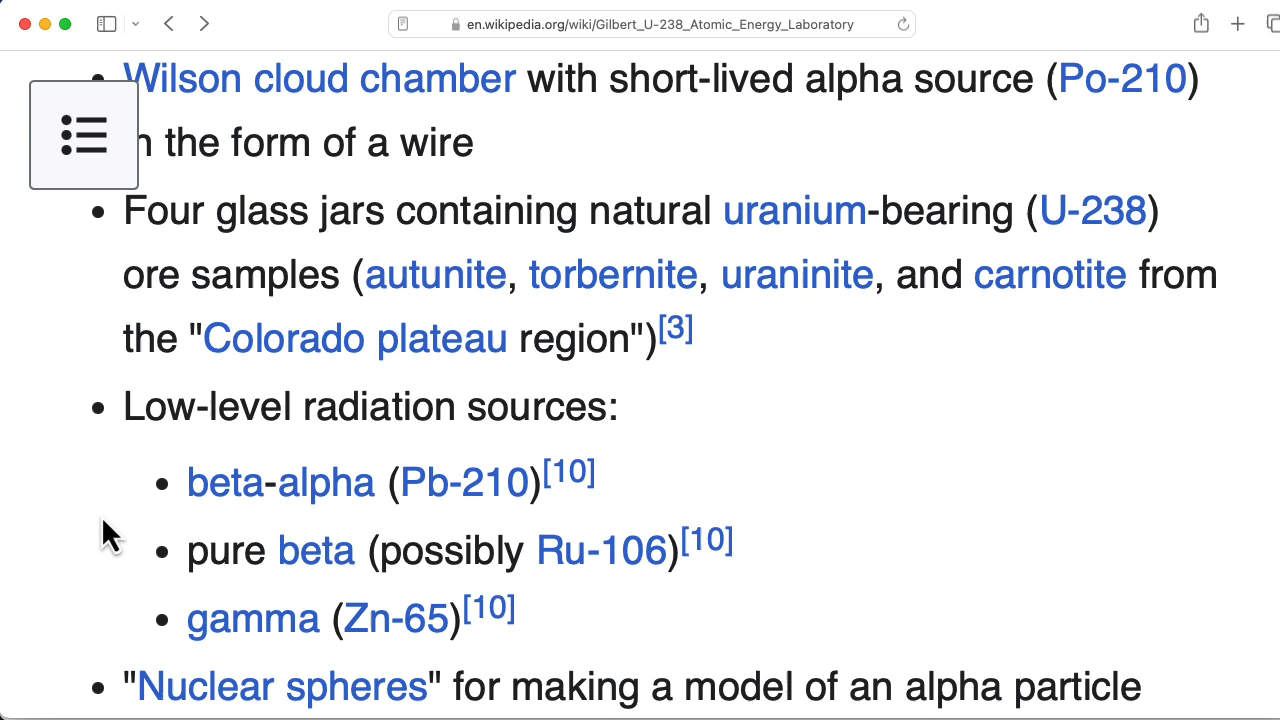 en.wikipedia.org/wiki/Gilbert_U-238_Atomic_Energy_Laboratory
Wilson cloud chamber with short-lived alpha source (Po-210)
n the form of a wire
Four glass jars containing natural uranium-bearing (U-238)
ore samples (autunite, torbernite, uraninite, and carnotite from
the "Colorado plateau region")[3]
Low-level radiation sources:
beta-alpha (Pb-210)[10]
pure beta (possibly Ru-106)[10]
gamma (Zn-65)[10]
"Nuclear spheres" for making a model of an alpha particle